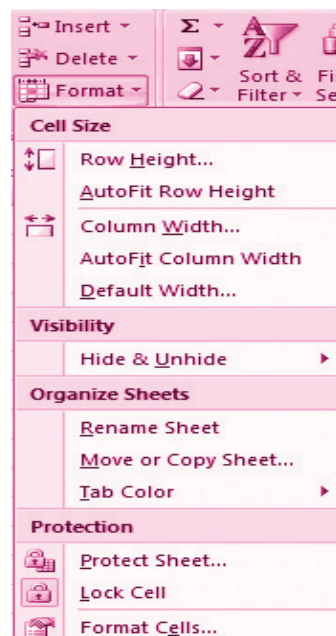 Insert
Delete
Format
Σ
A
Z
Sort &
Filter
Fi
Se
Cell Size
Row Height...
AutoFit Row Height
Column Width...
AutoFit Column Width
Default Width...
Visibility
Hide & Unhide
Organize Sheets
Rename Sheet
Move or Copy Sheet...
Tab Color
Protection
Protect Sheet...
Lock Cell
Format Cells...